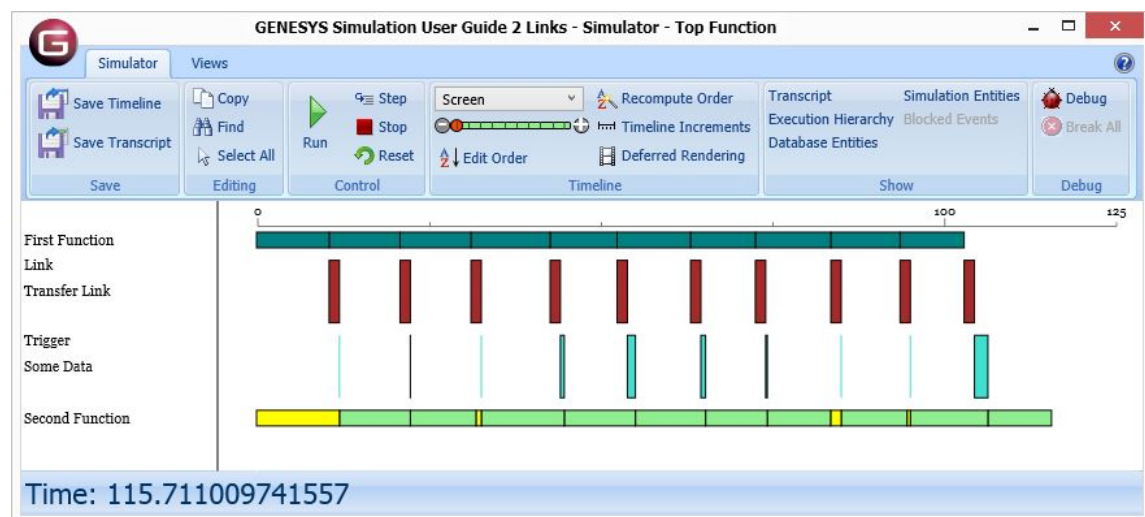 GENESYS Simulation User Guide 2 Links - Simulator - Top Function
G
Simulator Views
Save Timeline
Save Transcript
Save
Copy
Find
Select All
Editing
Run
Step
Stop
Reset
Control
Screen
Edit Order
Recompute Order
Timeline Increments
Deferred Rendering
Timeline
Transcript Simulation Entities
Execution Hierarchy Blocked Events
Database Entities
Show
Debug
Break All
Debug
0 100 125
First Function
Link
Transfer Link
Trigger
Some Data
Second Function
Time: 115.711009741557